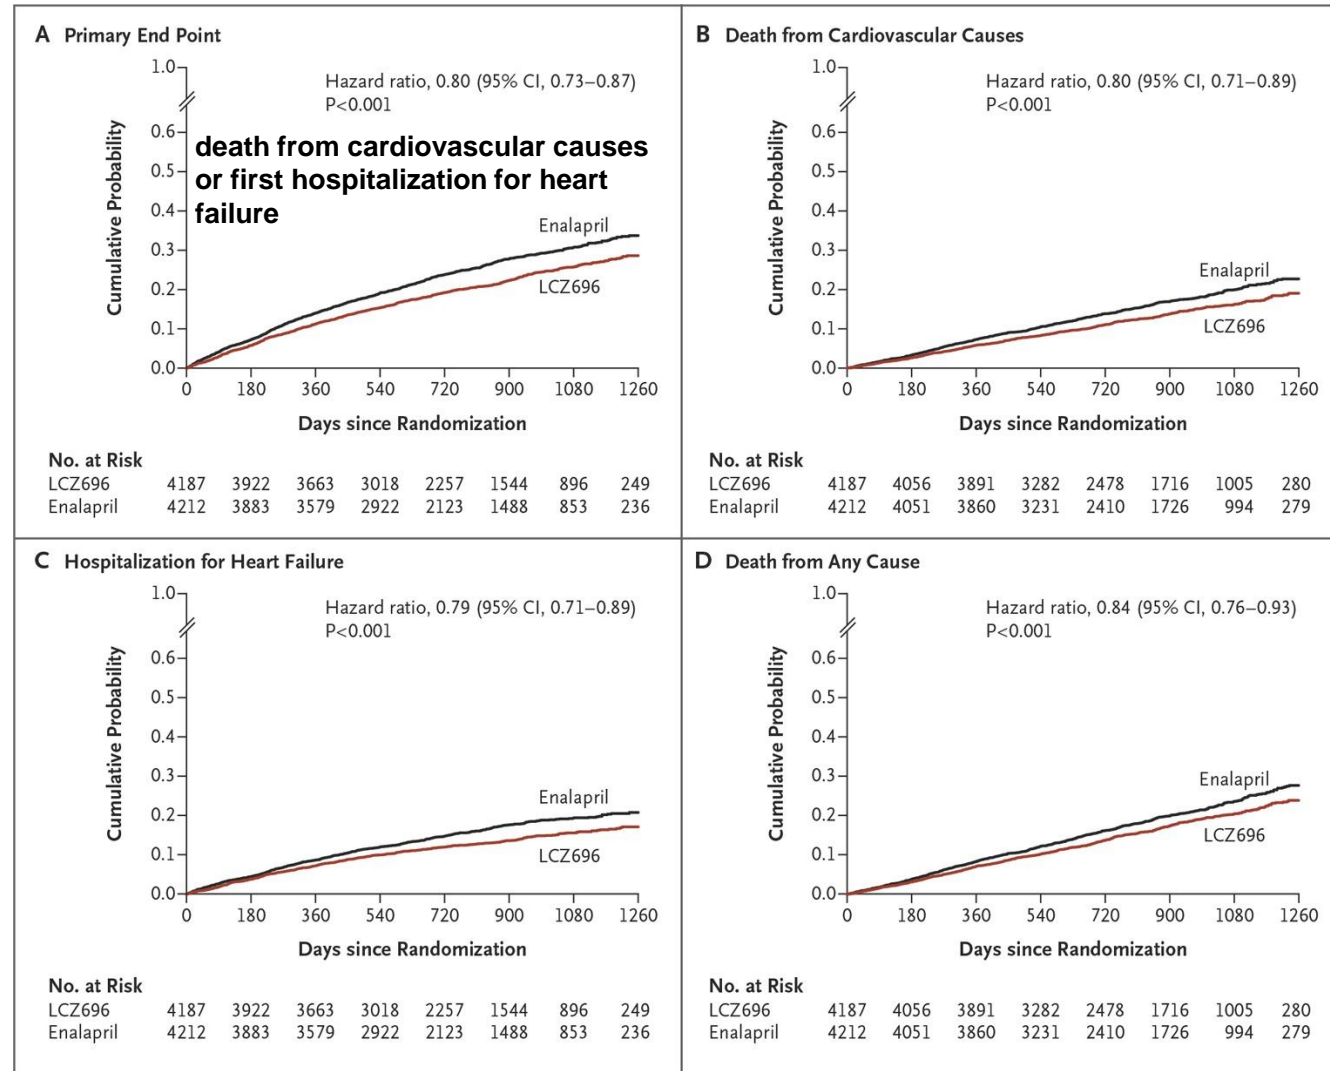 A Primary End Point
1.0
0.6
0.5
0.4
0.3
0.2
0.1
0.0
Cumulative Probability
Hazard ratio, 0.80 (95% CI, 0.73–0.87)
P<0.001
death from cardiovascular causes
or first hospitalization for heart
failure
Enalapril
LCZ696
0 180 360 540 720 900 1080 1260
Days since Randomization
No. at Risk
LCZ696 4187 3922 3663 3018 2257 1544 896 249
Enalapril 4212 3883 3579 2922 2123 1488 853 236
B Death from Cardiovascular Causes
1.0
0.6
0.5
0.4
0.3
0.2
0.1
0.0
Cumulative Probability
Hazard ratio, 0.80 (95% CI, 0.71–0.89)
P<0.001
Enalapril
LCZ696
0 180 360 540 720 900 1080 1260
Days since Randomization
No. at Risk
LCZ696 4187 4056 3891 3282 2478 1716 1005 280
Enalapril 4212 4051 3860 3231 2410 1726 994 279
C Hospitalization for Heart Failure
1.0
0.6
0.5
0.4
0.3
0.2
0.1
0.0
Cumulative Probability
Hazard ratio, 0.79 (95% CI, 0.71–0.89)
P<0.001
Enalapril
LCZ696
0 180 360 540 720 900 1080 1260
Days since Randomization
No. at Risk
LCZ696 4187 3922 3663 3018 2257 1544 896 249
Enalapril 4212 3883 3579 2922 2123 1488 853 236
D Death from Any Cause
1.0
0.6
0.5
0.4
0.3
0.2
0.1
0.0
Cumulative Probability
Hazard ratio, 0.84 (95% CI, 0.76–0.93)
P<0.001
Enalapril
LCZ696
0 180 360 540 720 900 1080 1260
Days since Randomization
No. at Risk
LCZ696 4187 4056 3891 3282 2478 1716 1005 280
Enalapril 4212 4051 3860 3231 2410 1726 994 279